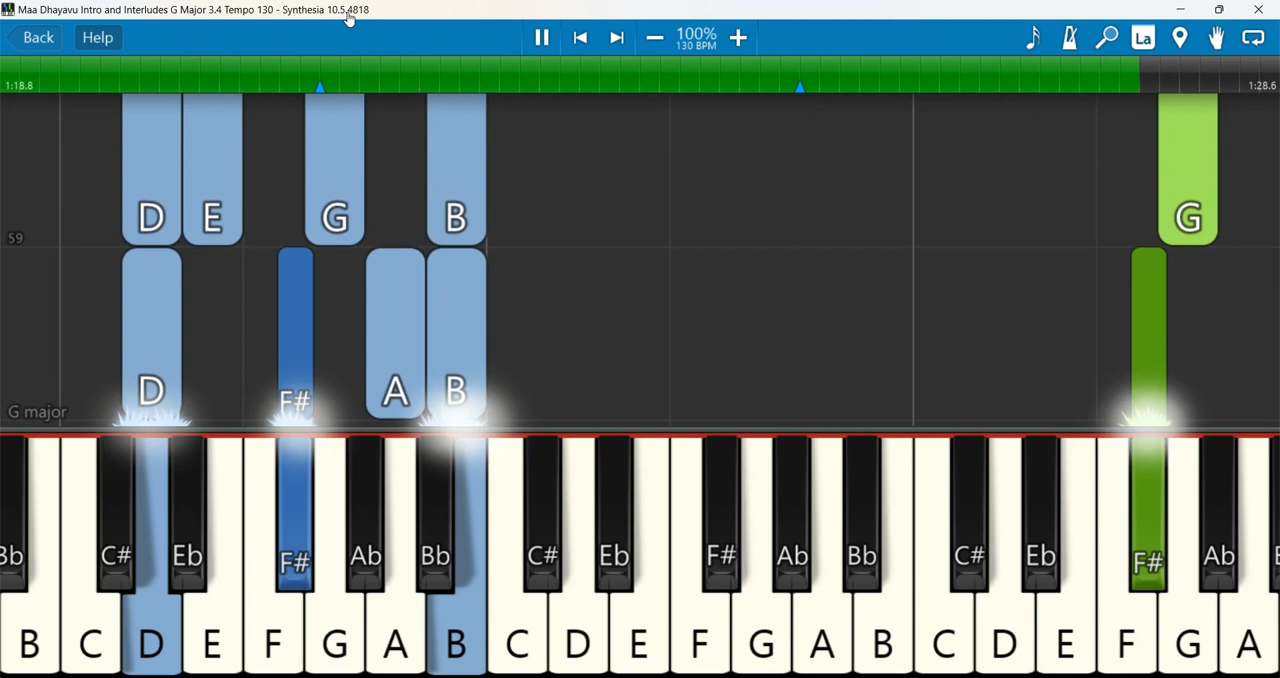 Maa Dhayavu Intro and Interludes G Major 3.4 Tempo 130 - Synthesia 10.5.4818
Back Help 100% La
130 BPM
1:18.8 1:28.6
D E G B G
59
D F# A B
G major
Bb C# Eb F# Ab Bb C# Eb F# Ab Bb C# Eb F# Ab
B C D E F G A B C D E F G A B C D E F G A